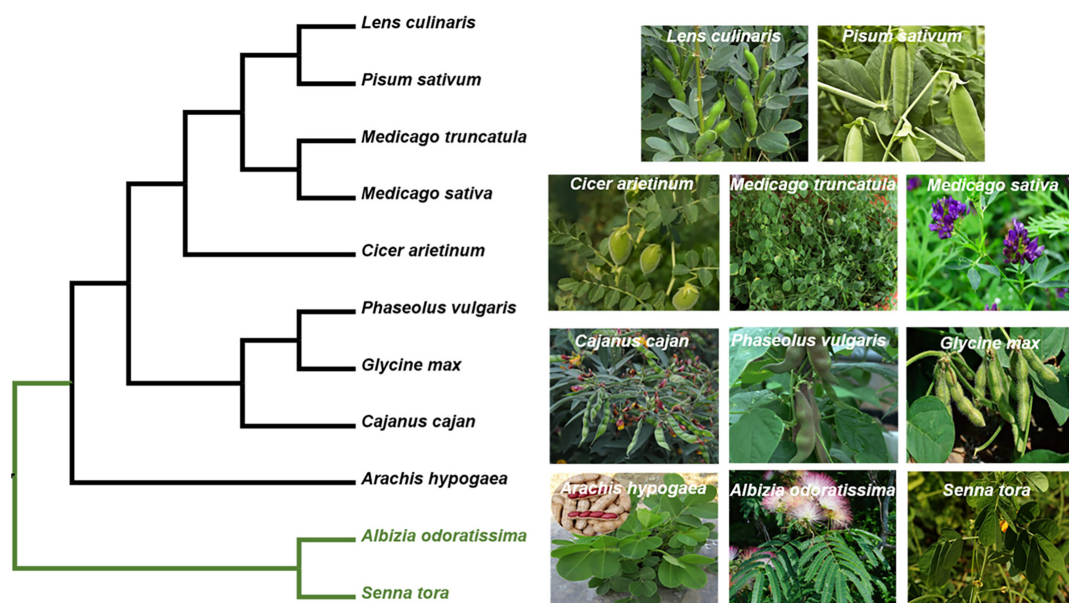 Lens culinaris
Pisum sativum
Medicago truncatula
Medicago sativa
Cicer arietinum
Phaseolus vulgaris
Glycine max
Cajanus cajan
Arachis hypogaea
Albizia odoratissima
Senna tora
Lens culinaris
Pisum sativum
Cicer arietinum
Medicago truncatula
Medicago sativa
Cajanus cajan
Phaseolus vulgaris
Glycine max
Arachis hypogaea
Albizia odoratissima
Senna tora